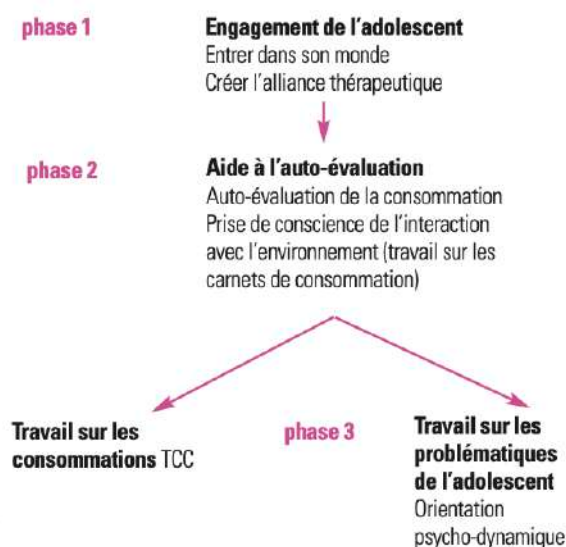 phase 1
Engagement de l'adolescent
Entrer dans son monde
Créer l'alliance thérapeutique
phase 2
Aide à l'auto-évaluation
Auto-évaluation de la consommation
Prise de conscience de l'interaction
avec l'environnement (travail sur les
carnets de consommation)
Travail sur les
consommations TCC
phase 3
Travail sur les
problématiques
de l'adolescent
Orientation
psycho-dynamique